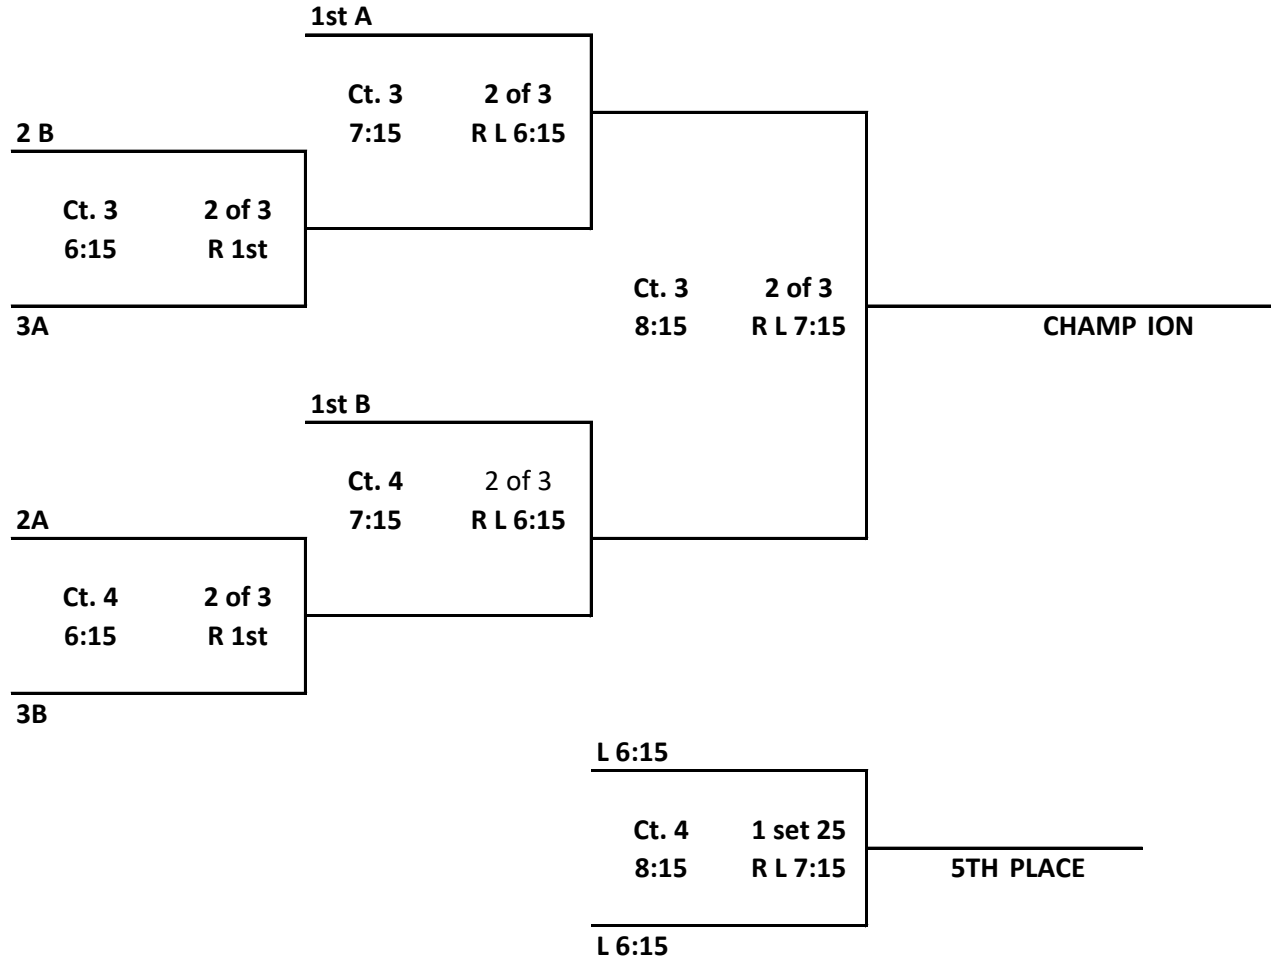 1st A
Ct. 3 2 of 3
7:15 R L 6:15
2 B
Ct. 3 2 of 3
6:15 R 1st
3A
Ct. 3 2 of 3
8:15 R L 7:15
CHAMP ION
1st B
Ct. 4 2 of 3
7:15 R L 6:15
2A
Ct. 4 2 of 3
6:15 R 1st
3B
L 6:15
Ct. 4 1 set 25
8:15 R L 7:15
5TH PLACE
L 6:15